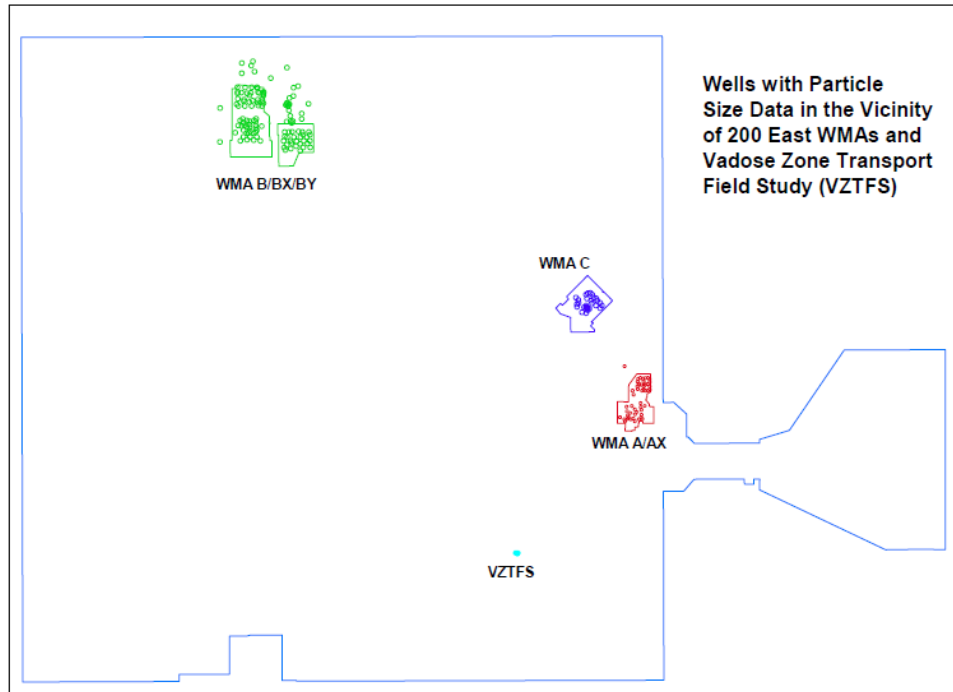 Wells with Particle
Size Data in the Vicinity
of 200 East WMAs and
Vadose Zone Transport
Field Study (VZTFS)
WMA B/BX/BY
WMA C
WMA A/AX
VZTFS